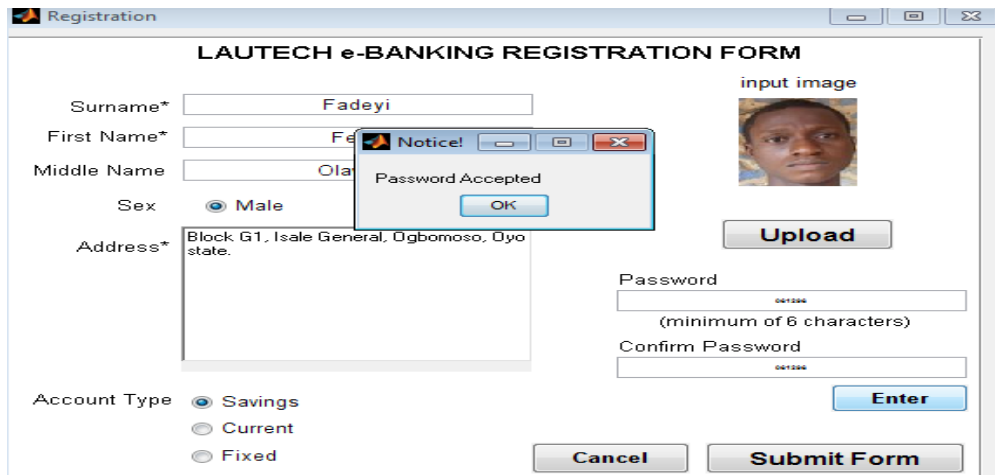 Registration
LAUTECH e-BANKING REGISTRATION FORM
input image
Surname*
Fadeyi
First Name*
Middle Name
Notice!
Password Accepted
OK
Sex
Male
Address*
Block G1, Isale General, Ogbomoso, Oyo
state.
Upload
Password
(minimum of 6 characters)
Confirm Password
Enter
Account Type
Savings
Current
Fixed
Cancel
Submit Form